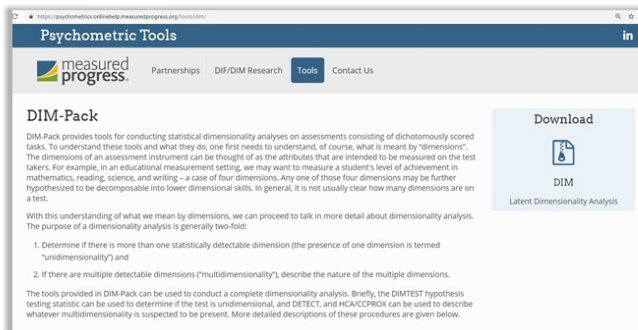 https://psychometrics.onlinehelp.measuredprogress.org/tools/dim/
Psychometric Tools
in
measured
progress.
Partnerships DIF/DIM Research Tools Contact Us
DIM-Pack
DIM-Pack provides tools for conducting statistical dimensionality analyses on assessments consisting of dichotomously scored
tasks. To understand these tools and what they do, one first needs to understand, of course, what is meant by "dimensions".
The dimensions of an assessment instrument can be thought of as the attributes that are intended to be measured on the test
takers. For example, in an educational measurement setting, we may want to measure a student's level of achievement in
mathematics, reading, science, and writing – a case of four dimensions. Any one of those four dimensions may be further
hypothesized to be decomposable into lower dimensional skills. In general, it is not usually clear how many dimensions are on
a test.
With this understanding of what we mean by dimensions, we can proceed to talk in more detail about dimensionality analysis.
The purpose of a dimensionality analysis is generally two-fold:
1. Determine if there is more than one statistically detectable dimension (the presence of one dimension is termed
"unidimensionality") and
2. If there are multiple detectable dimensions ("multidimensionality"), describe the nature of the multiple dimensions.
The tools provided in DIM-Pack can be used to conduct a complete dimensionality analysis. Briefly, the DIMTEST hypothesis
testing statistic can be used to determine if the test is unidimensional, and DETECT, and HCA/CCPROX can be used to describe
whatever multidimensionality is suspected to be present. More detailed descriptions of these procedures are given below.
Download
DIM
Latent Dimensionality Analysis